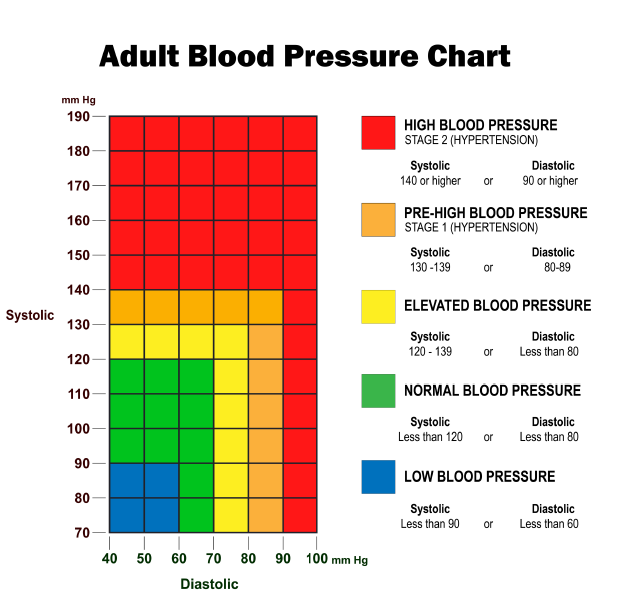 Adult Blood Pressure Chart
mm Hg
190
180
170
160
150
140
130
120
110
100
90
80
70
Systolic
40 50 60 70 80 90 100 mm Hg
Diastolic
HIGH BLOOD PRESSURE
STAGE 2 (HYPERTENSION)
Systolic Diastolic
140 or higher or 90 or higher
PRE-HIGH BLOOD PRESSURE
STAGE 1 (HYPERTENSION)
Systolic Diastolic
130 -139 or 80-89
ELEVATED BLOOD PRESSURE
Systolic Diastolic
120 - 139 or Less than 80
NORMAL BLOOD PRESSURE
Systolic Diastolic
Less than 120 or Less than 80
LOW BLOOD PRESSURE
Systolic Diastolic
Less than 90 or Less than 60